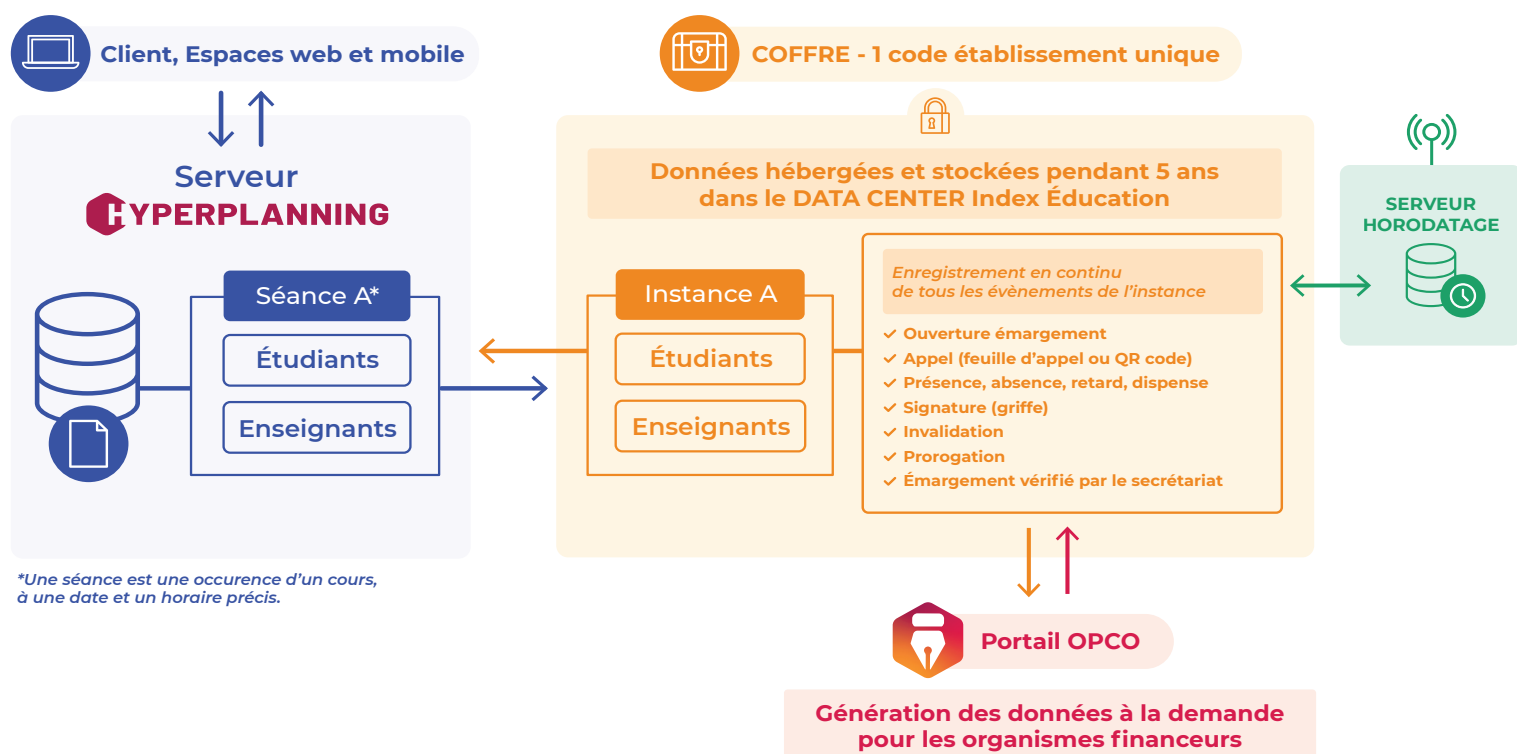 Client, Espaces web et mobile
Serveur
HYPERPLANNING
Séance A*
Étudiants
Enseignants
*Une séance est une occurence d’un cours,
à une date et un horaire précis.
COFFRE - 1 code établissement unique
Données hébergées et stockées pendant 5 ans
dans le DATA CENTER Index Éducation
Instance A
Étudiants
Enseignants
Enregistrement en continu
de tous les évènements de l’instance
Ouverture émargement
Appel (feuille d’appel ou QR code)
Présence, absence, retard, dispense
Signature (griffe)
Invalidation
Prorogation
Émargement vérifié par le secrétariat
SERVEUR
HORODATAGE
Portail OPCO
Génération des données à la demande
pour les organismes financeurs